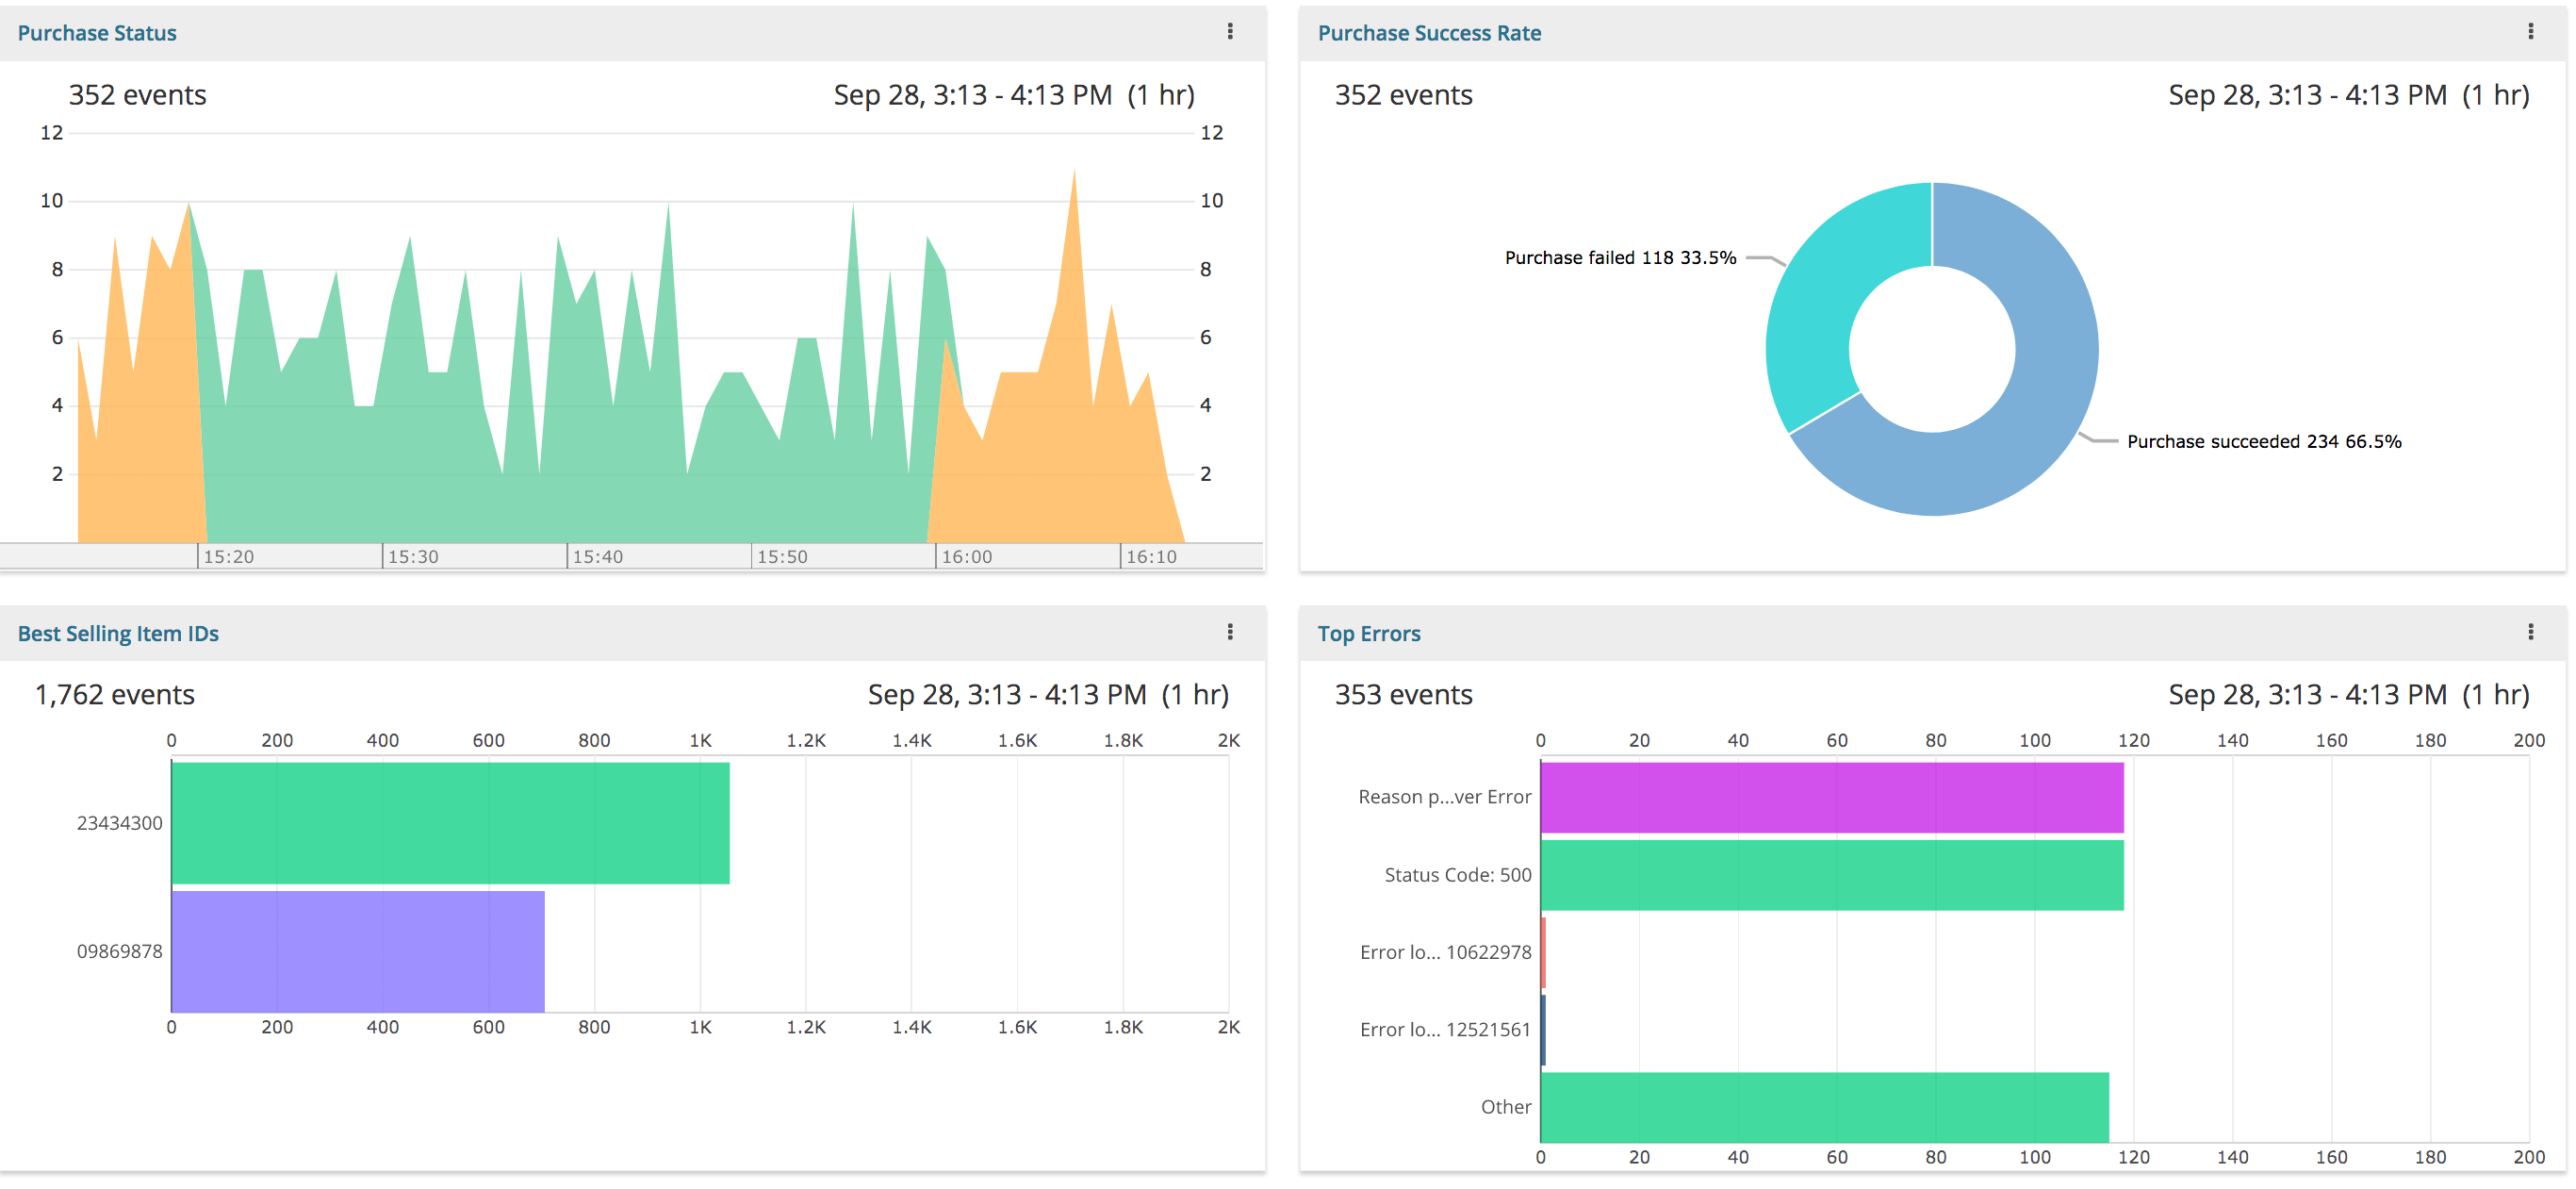 Purchase Status
352 events Sep 28, 3:13 - 4:13 PM (1 hr)
12 12
10 10
8 8
6 6
4 4
2 2
15:20 15:30 15:40 15:50 16:00 16:10
Purchase Success Rate
352 events Sep 28, 3:13 - 4:13 PM (1 hr)
Purchase failed 118 33.5%
Purchase succeeded 234 66.5%
Best Selling Item IDs
1,762 events Sep 28, 3:13 - 4:13 PM (1 hr)
0 200 400 600 800 1K 1.2K 1.4K 1.6K 1.8K 2K
23434300
09869878
0 200 400 600 800 1K 1.2K 1.4K 1.6K 1.8K 2K
Top Errors
353 events Sep 28, 3:13 - 4:13 PM (1 hr)
0 20 40 60 80 100 120 140 160 180 200
Reason p...ver Error
Status Code: 500
Error lo... 10622978
Error lo... 12521561
Other
0 20 40 60 80 100 120 140 160 180 200